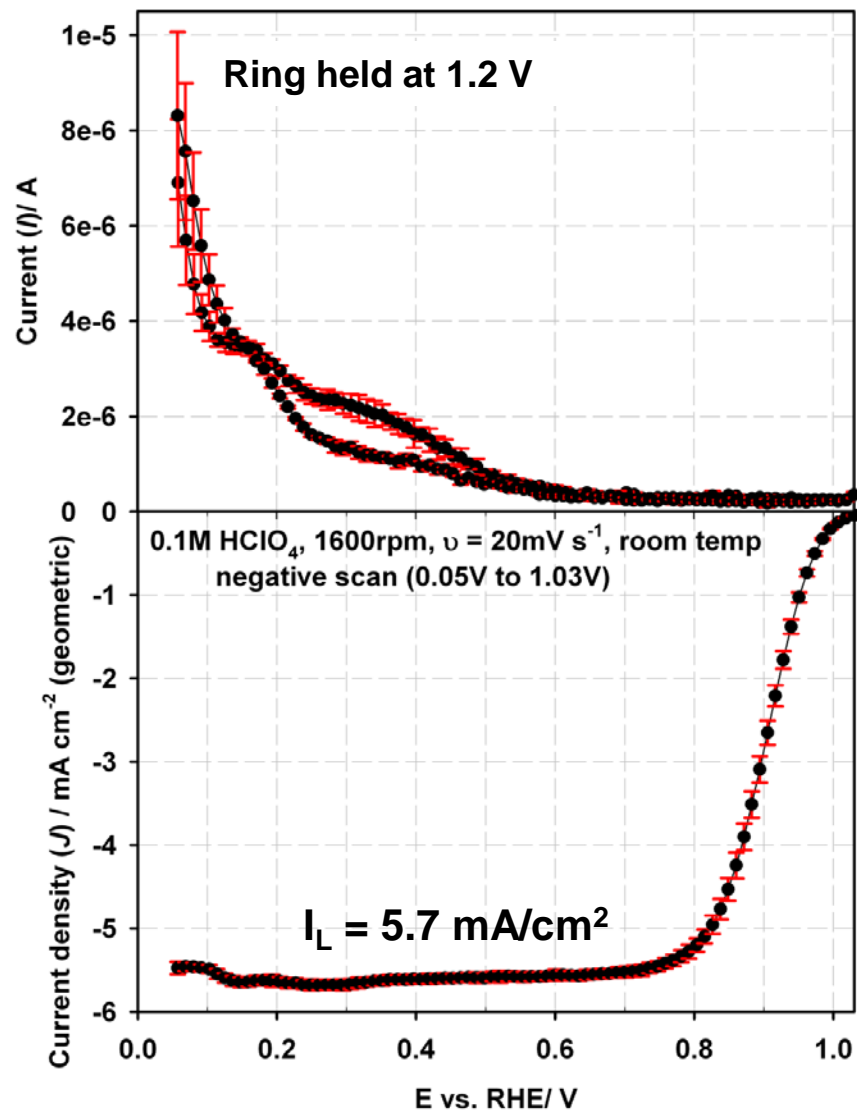 1e-5
8e-6
6e-6
4e-6
2e-6
0
Current (I)/ A
Ring held at 1.2 V
0
-1
-2
-3
-4
-5
-6
Current density (J) / mA cm⁻² (geometric)
0.1M HClO₄, 1600rpm, υ = 20mV s⁻¹, room temp
negative scan (0.05V to 1.03V)
I_L = 5.7 mA/cm²
0.0 0.2 0.4 0.6 0.8 1.0
E vs. RHE/ V